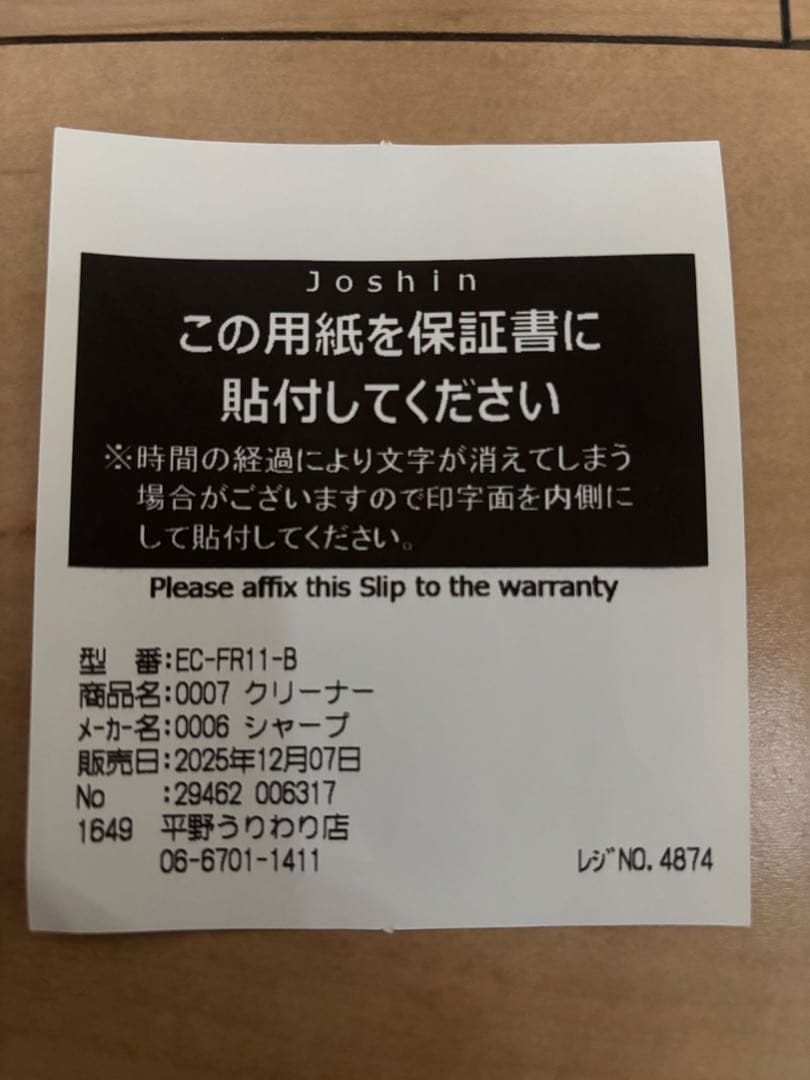 Joshin
この用紙を保証書に
貼付してください
※時間の経過により文字が消えてしまう
場合がございますので印字面を内側に
して貼付してください。
Please affix this Slip to the warranty
型 番:EC-FR11-B
商品名:0007 クリーナー
ﾒｰｶｰ名:0006 シャープ
販売日:2025年12月07日
No :29462 006317
1649 平野うりわり店
06-6701-1411 ﾚｼﾞNO.4874